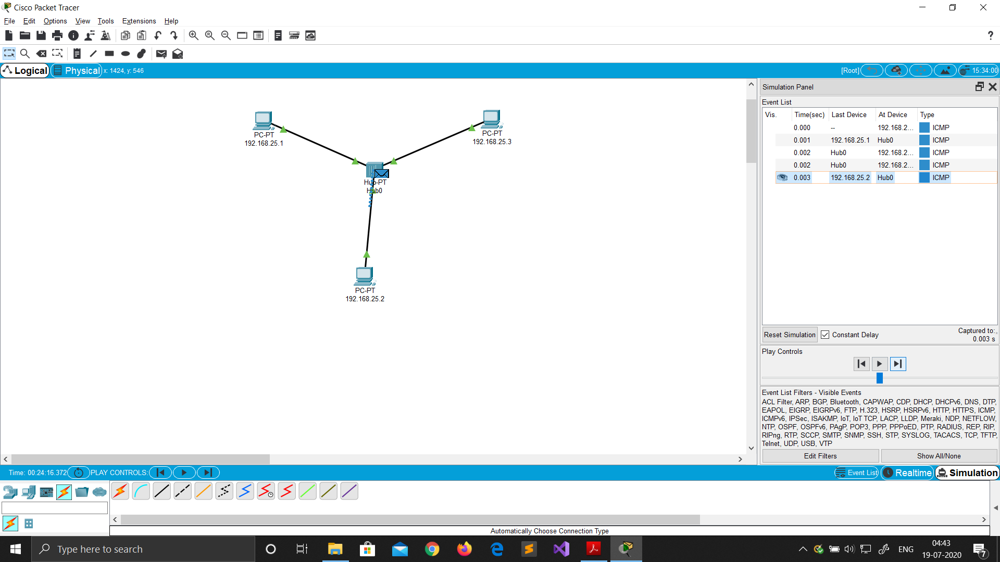 Cisco Packet Tracer
File Edit Options View Tools Extensions Help
?
Logical Physical x: 1424, y: 546
[Root] 15:34:00
PC-PT
192.168.25.1
PC-PT
192.168.25.3
Hub-PT
Hub0
PC-PT
192.168.25.2
Simulation Panel
Event List
Vis. Time(sec) Last Device At Device Type
0.000 -- 192.168.2... ICMP
0.001 192.168.25.1 Hub0 ICMP
0.002 Hub0 192.168.2... ICMP
0.002 Hub0 192.168.2... ICMP
0.003 192.168.25.2 Hub0 ICMP
Reset Simulation Constant Delay
Captured to:
0.003 s
Play Controls
Event List Filters - Visible Events
ACL Filter, ARP, BGP, Bluetooth, CAPWAP, CDP, DHCP, DHCPv6, DNS, DTP,
EAPOL, EIGRP, EIGRPv6, FTP, H.323, HSRP, HSRPv6, HTTP, HTTPS, ICMP,
ICMPv6, IPSec, ISAKMP, IoT, IoT TCP, LACP, LLDP, Meraki, NDP, NETFLOW,
NTP, OSPF, OSPFv6, PAgP, POP3, PPP, PPPoED, PTP, RADIUS, REP, RIP,
RIPng, RTP, SCCP, SMTP, SNMP, SSH, STP, SYSLOG, TACACS, TCP, TFTP,
Telnet, UDP, USB, VTP
Edit Filters Show All/None
Time: 00:24:16.372 PLAY CONTROLS:
Event List Realtime Simulation
Automatically Choose Connection Type
Type here to search
ENG
04:43
19-07-2020
7